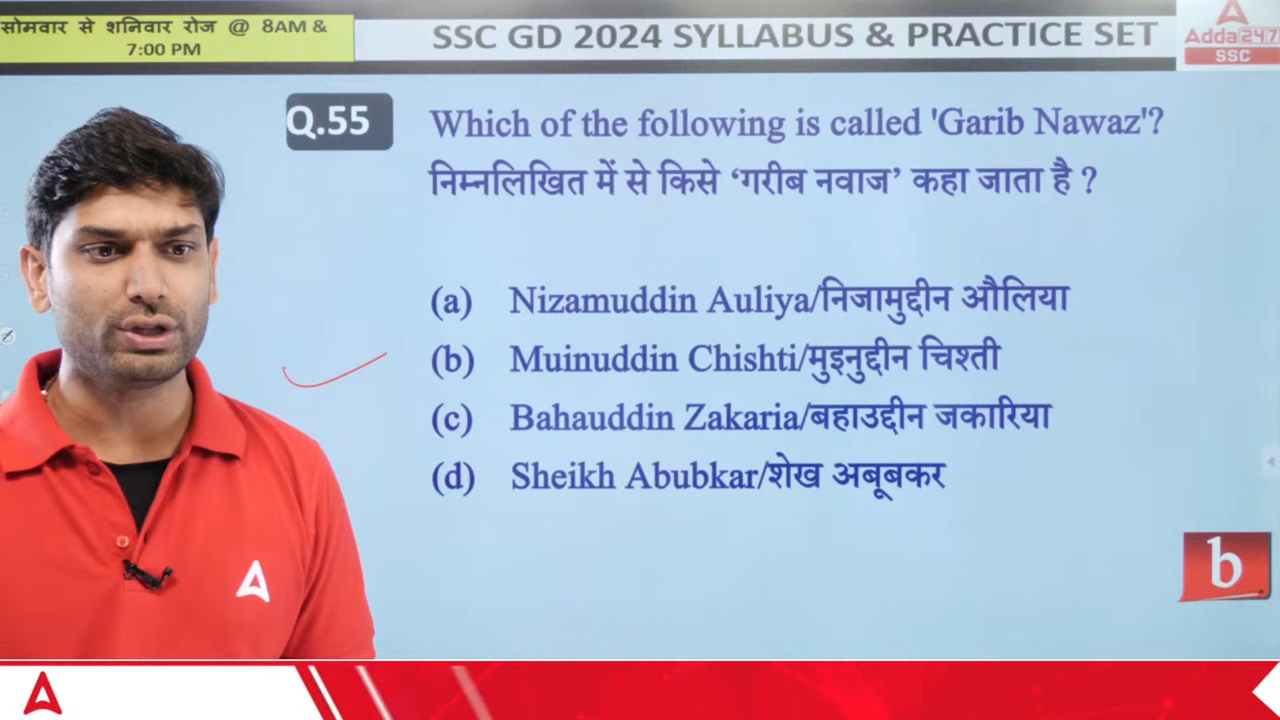 सोमवार से शनिवार रोज @ 8AM &
7:00 PM
SSC GD 2024 SYLLABUS & PRACTICE SET
Adda 247
SSC
Q.55
Which of the following is called 'Garib Nawaz'?
निम्नलिखित में से किसे ‘गरीब नवाज’ कहा जाता है ?
(a) Nizamuddin Auliya/निजामुद्दीन औलिया
(b) Muinuddin Chishti/मुइनुद्दीन चिश्ती
(c) Bahauddin Zakaria/बहाउद्दीन जकारिया
(d) Sheikh Abubkar/शेख अबूबकर
b